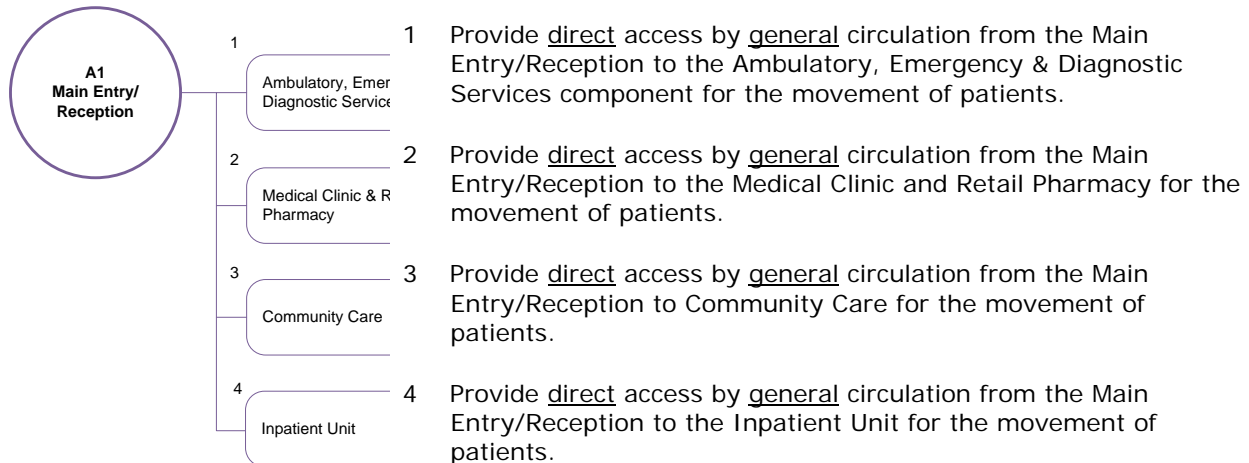 A1
Main Entry/
Reception
1
Ambulatory, Emer
Diagnostic Service
2
Medical Clinic & R
Pharmacy
3
Community Care
4
Inpatient Unit
1 Provide direct access by general circulation from the Main
Entry/Reception to the Ambulatory, Emergency & Diagnostic
Services component for the movement of patients.
2 Provide direct access by general circulation from the Main
Entry/Reception to the Medical Clinic and Retail Pharmacy for the
movement of patients.
3 Provide direct access by general circulation from the Main
Entry/Reception to Community Care for the movement of
patients.
4 Provide direct access by general circulation from the Main
Entry/Reception to the Inpatient Unit for the movement of
patients.